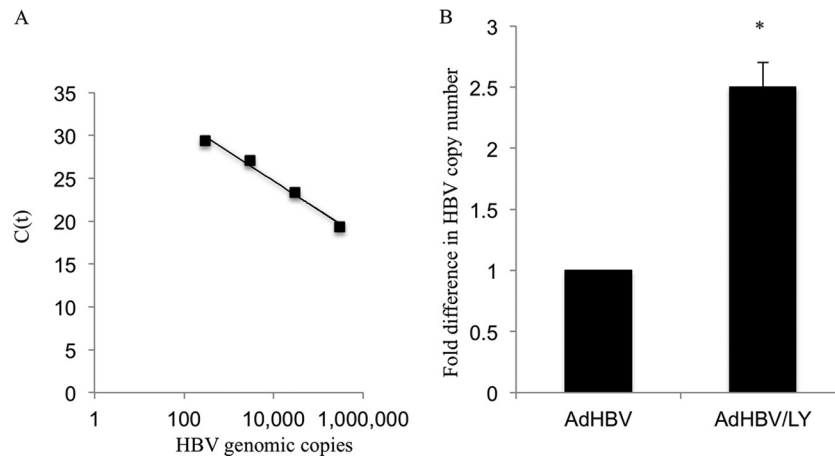 A
35
30
25
20
15
10
5
0
C(t)
1 100 10,000 1,000,000
HBV genomic copies
B
*
3
2.5
2
1.5
1
0.5
0
Fold difference in HBV copy number
AdHBV AdHBV/LY